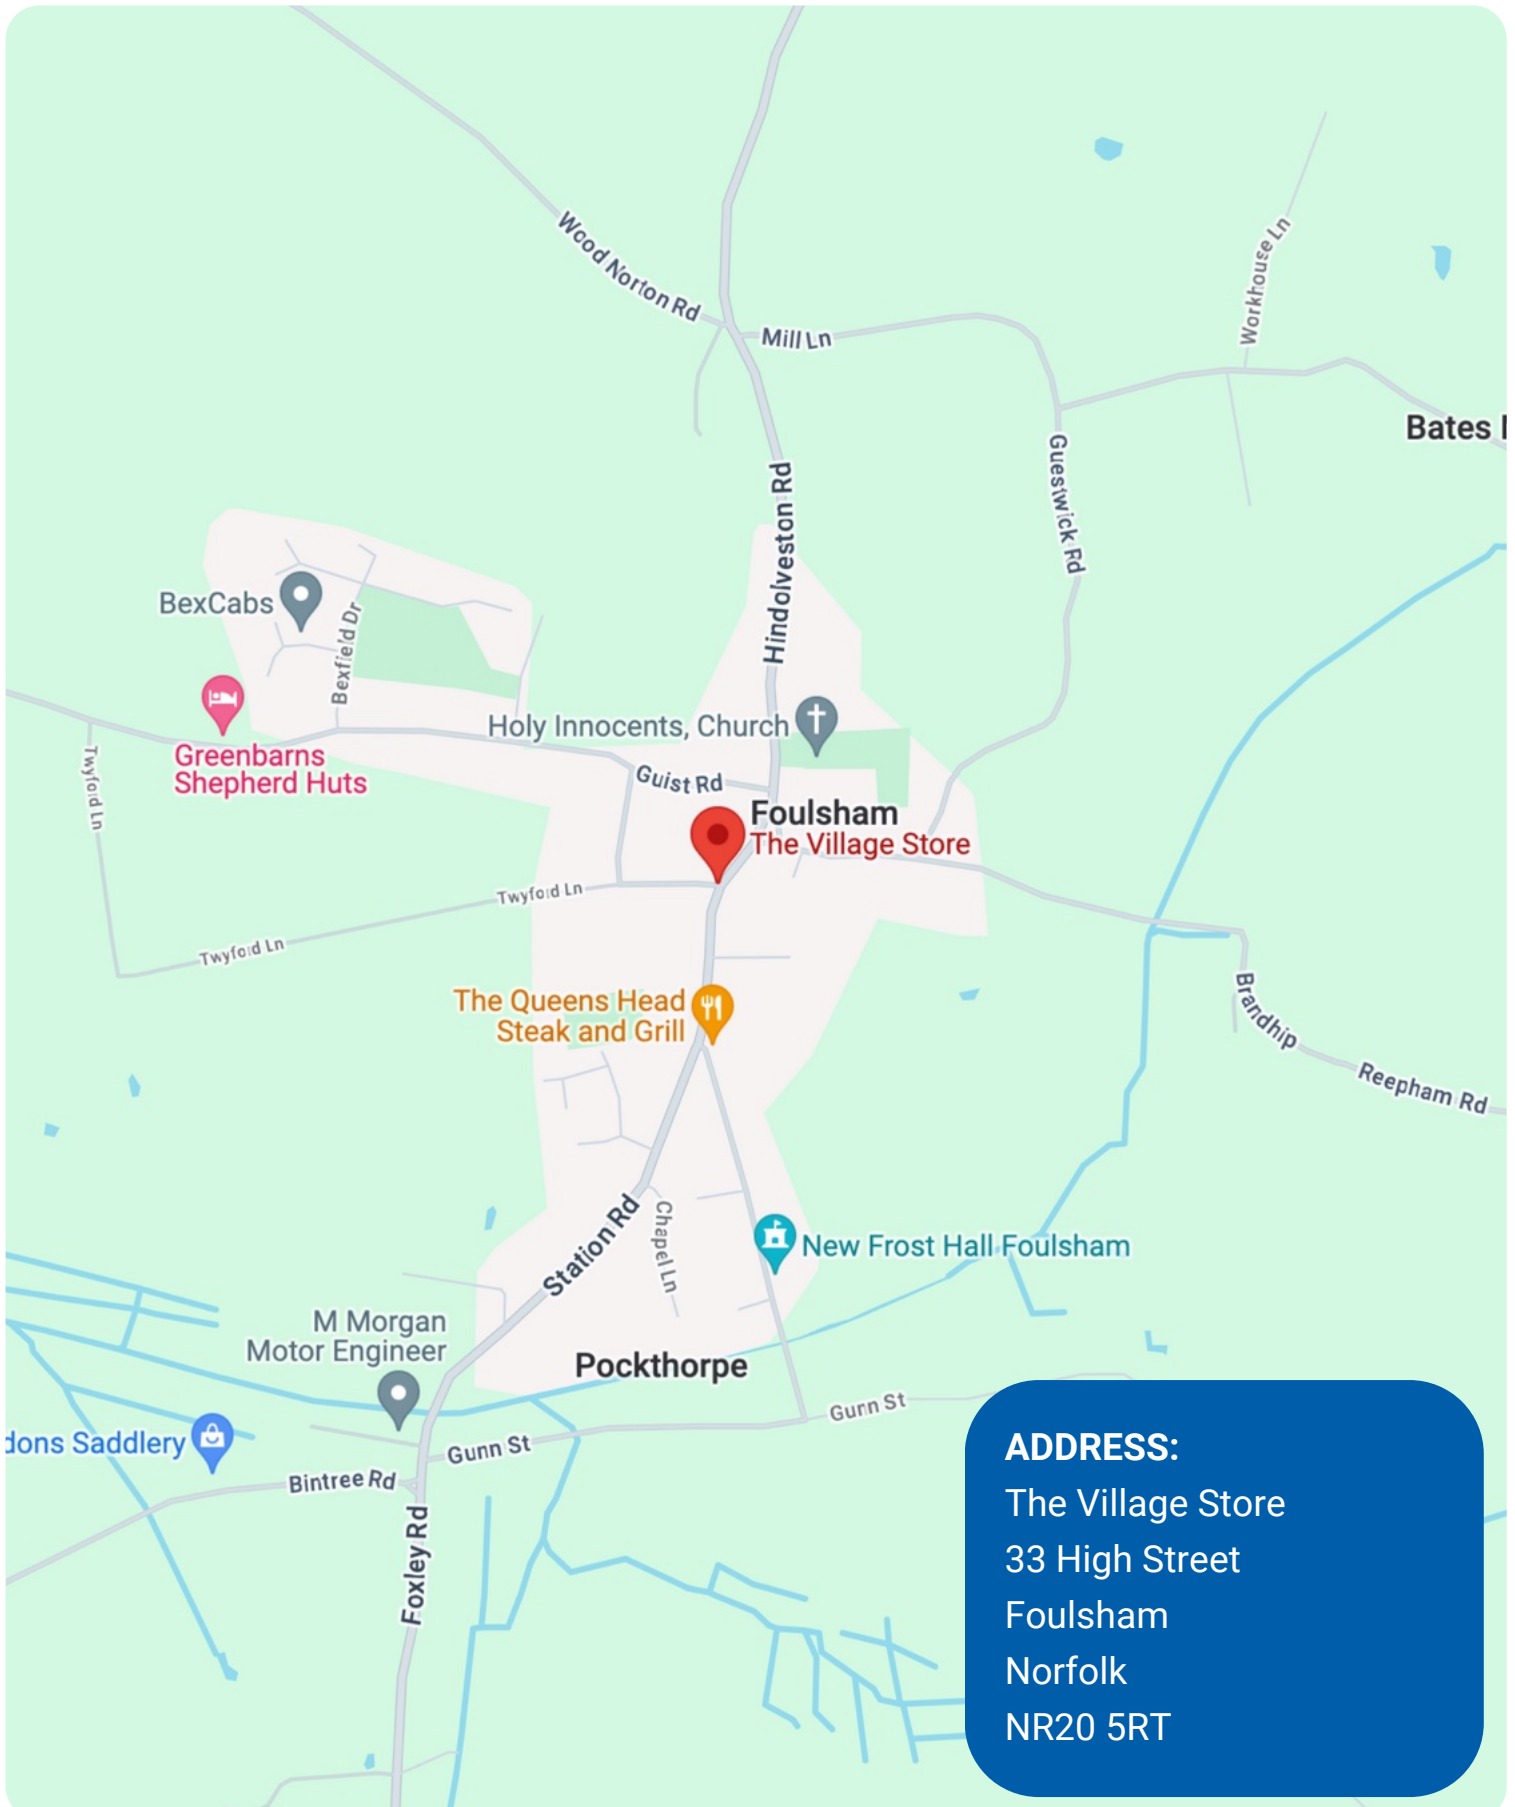 Wood Norton Rd
Mill Ln
Workhouse Ln
Bates
Guestwick Rd
Hindolveston Rd
BexCabs
Bexfield Dr
Greenbarns
Shepherd Huts
Holy Innocents, Church
Guist Rd
Twyford Ln
Foulsham
The Village Store
Twyford Ln
Twyford Ln
The Queens Head
Steak and Grill
Brandhip
Reepham Rd
Station Rd
Chapel Ln
New Frost Hall Foulsham
M Morgan
Motor Engineer
Pockthorpe
Gunn St
dons Saddlery
Gunn St
Bintree Rd
Foxley Rd
ADDRESS:
The Village Store
33 High Street
Foulsham
Norfolk
NR20 5RT